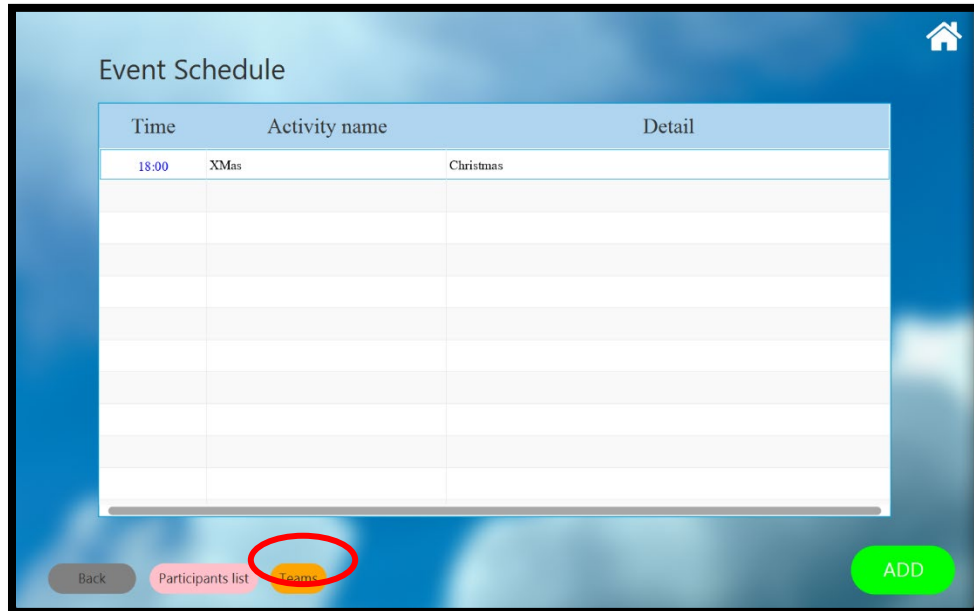 Event Schedule
Time Activity name Detail
18:00 XMas Christmas
Back Participants list Teams ADD